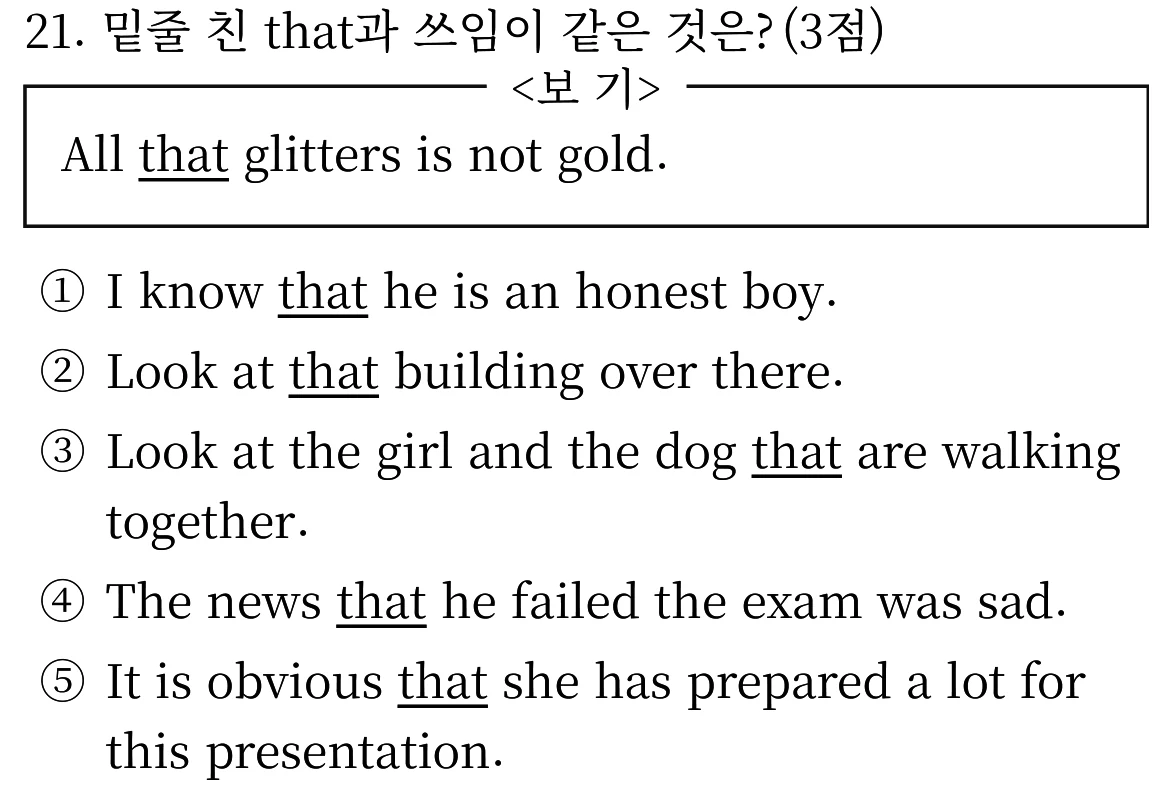 21. 밑줄 친 that과 쓰임이 같은 것은? (3점)
<보 기>
All that glitters is not gold.
① I know that he is an honest boy.
② Look at that building over there.
③ Look at the girl and the dog that are walking
together.
④ The news that he failed the exam was sad.
⑤ It is obvious that she has prepared a lot for
this presentation.